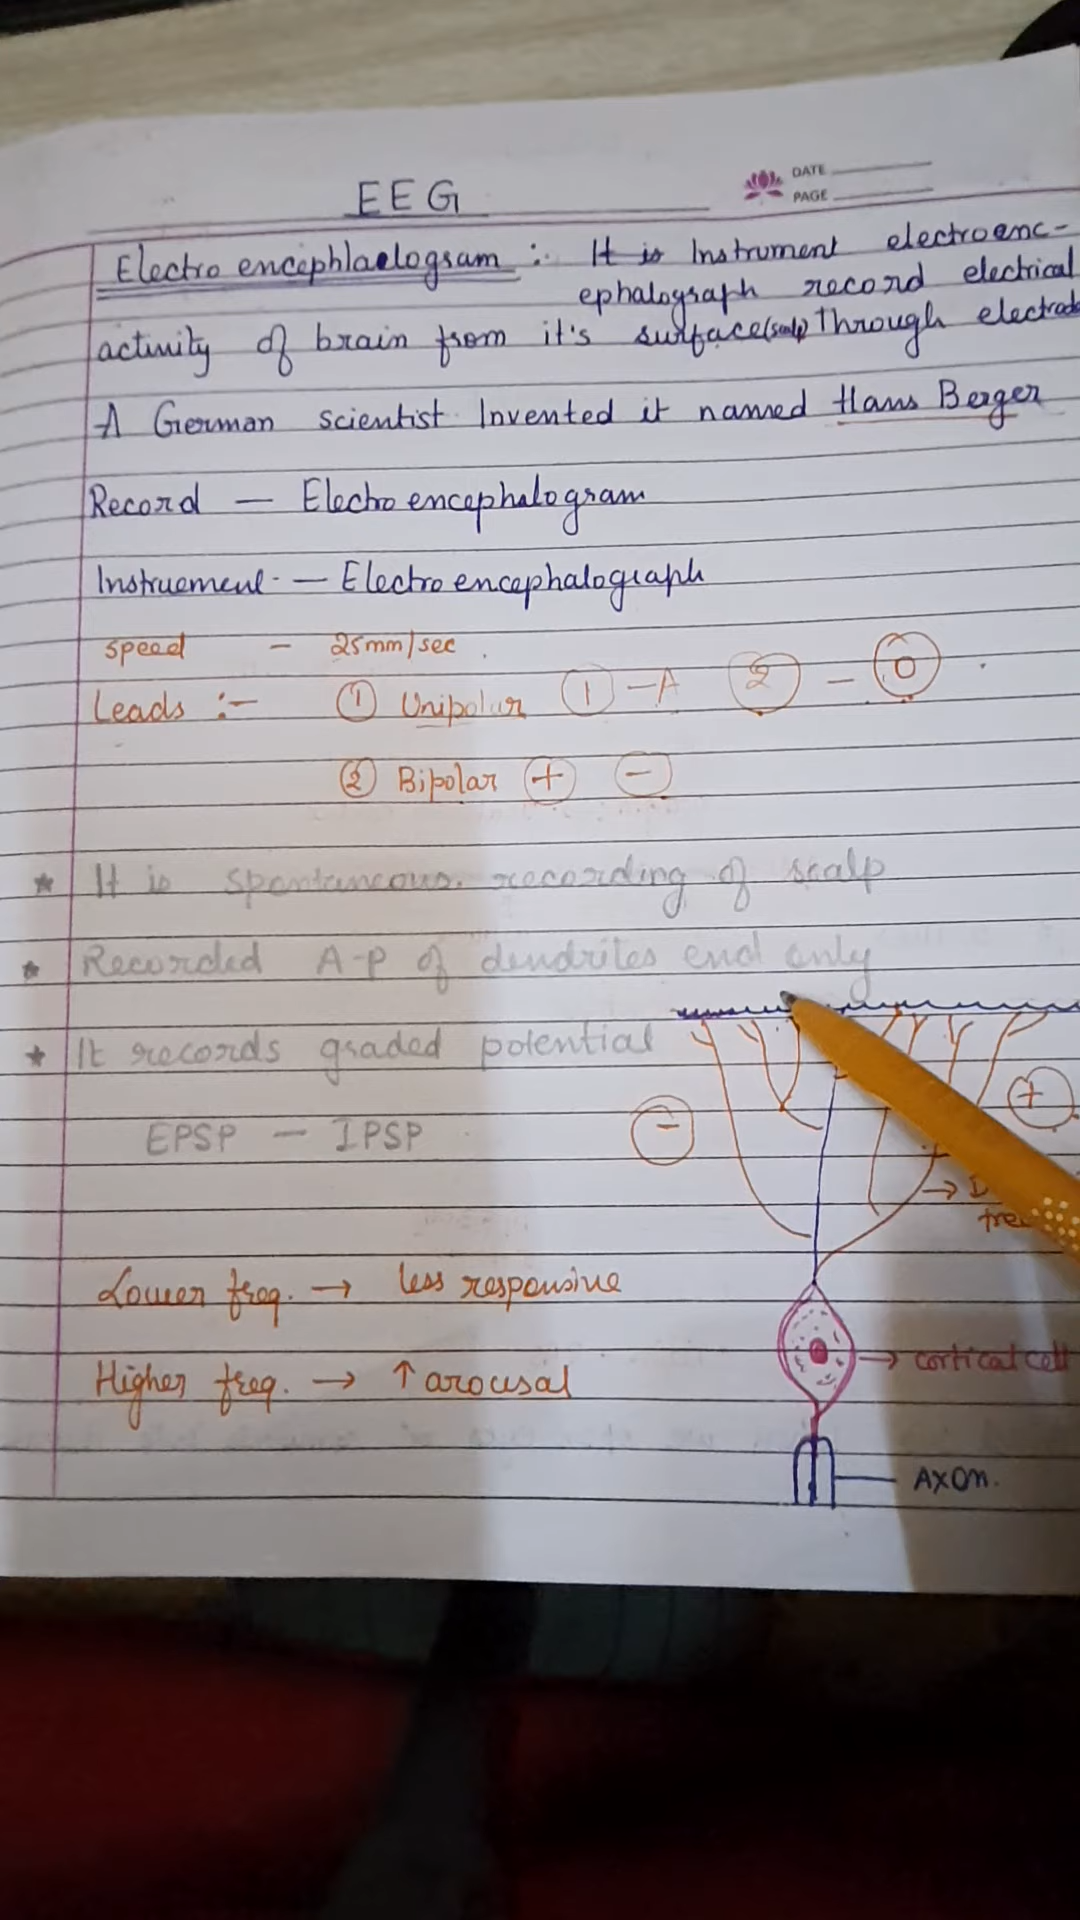 EEG
DATE
PAGE
Electro encephlaelogram :. It is Instrument electroenc-
ephalograph record electrical
activity of brain from it's surface(scalp) Through electrode
A German scientist Invented it named Hans Berger
Record — Electro encephalogram
Instruement - — Electro encephalograph
speed - 25mm/sec.
Leads :- ① Unipolar ① - A ② - 0
② Bipolar + -
★ It is spontaneous. recording of scalp
★ Recorded A-P of dendrites end only
★ It records graded potential
EPSP - IPSP
-
+
→ D
tre
Lower freq. → less responsive
Higher freq. → ↑ arousal
→ cortical cell
AXOn.